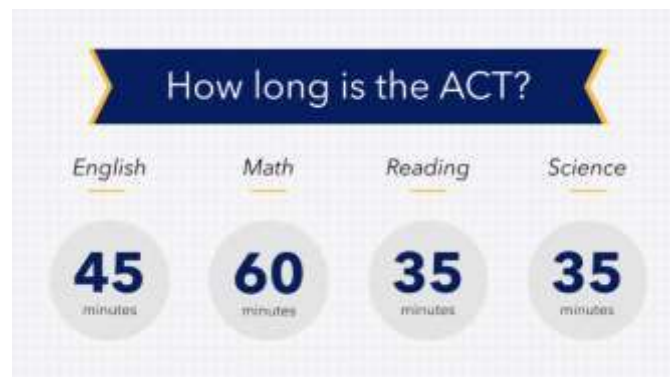 How long is the ACT?
English Math Reading Science
45 60 35 35
minutes minutes minutes minutes